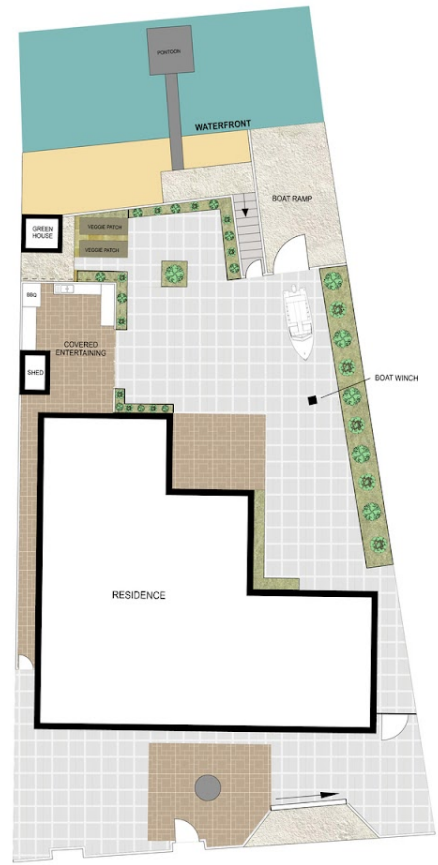 PONTOON
WATERFRONT
BOAT RAMP
GREEN
HOUSE
VEGGIE PATCH
VEGGIE PATCH
BBQ
COVERED
ENTERTAINING
SHED
BOAT WINCH
RESIDENCE